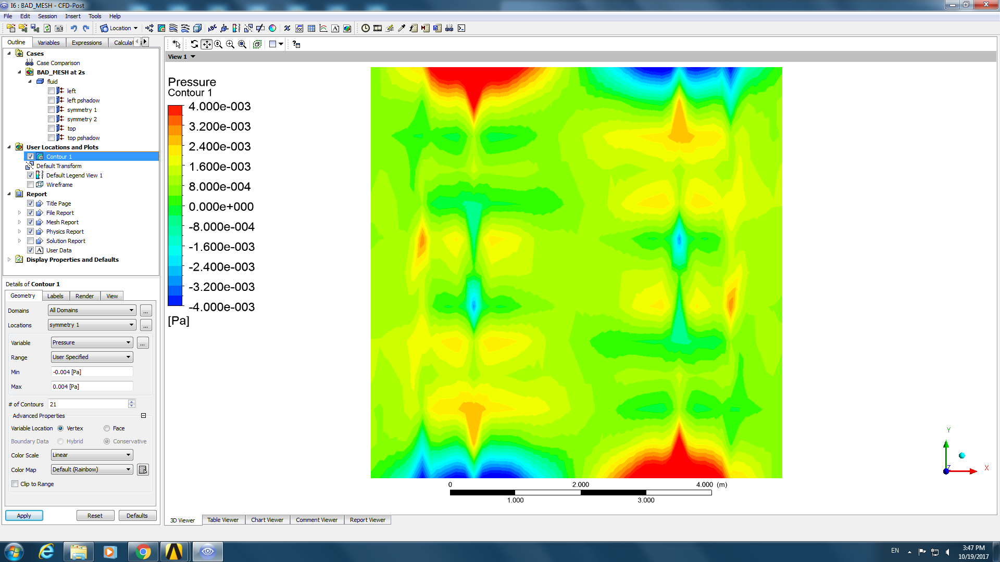 I6 : BAD_MESH - CFD-Post
File Edit Session Insert Tools Help
Location
Outline Variables Expressions Calculat
Cases
Case Comparison
BAD_MESH at 2s
fluid
left
left pshadow
symmetry 1
symmetry 2
top
top pshadow
User Locations and Plots
Contour 1
Default Transform
Default Legend View 1
Wireframe
Report
Title Page
File Report
Mesh Report
Physics Report
Solution Report
User Data
Display Properties and Defaults
Details of Contour 1
Geometry Labels Render View
Domains All Domains ...
Locations symmetry 1 ...
Variable Pressure ...
Range User Specified
Min -0.004 [Pa]
Max 0.004 [Pa]
# of Contours 21
Advanced Properties
Variable Location Vertex Face
Boundary Data Hybrid Conservative
Color Scale Linear
Color Map Default (Rainbow)
Clip to Range
Apply Reset Defaults
View 1
Pressure
Contour 1
4.000e-003
3.200e-003
2.400e-003
1.600e-003
8.000e-004
0.000e+000
-8.000e-004
-1.600e-003
-2.400e-003
-3.200e-003
-4.000e-003
[Pa]
0 2.000 4.000 (m)
1.000 3.000
Y
Z X
3D Viewer Table Viewer Chart Viewer Comment Viewer Report Viewer
EN
3:47 PM
10/19/2017